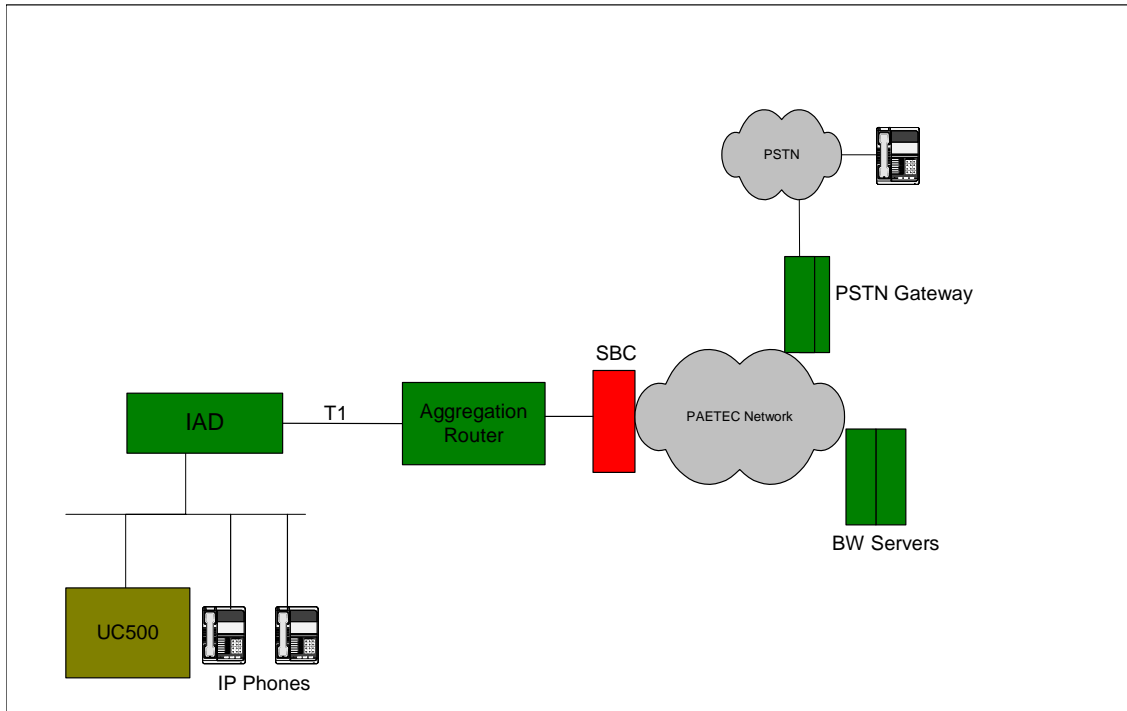 PSTN
PSTN Gateway
SBC
IAD
T1
Aggregation
Router
PAETEC Network
BW Servers
UC500
IP Phones